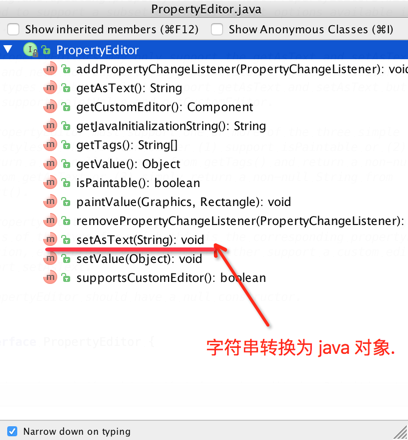 PropertyEditor.java
Show inherited members (⌘F12)
Show Anonymous Classes (⌘I)
PropertyEditor
addPropertyChangeListener(PropertyChangeListener): void
getAsText(): String
getCustomEditor(): Component
getJavaInitializationString(): String
getTags(): String[]
getValue(): Object
isPaintable(): boolean
paintValue(Graphics, Rectangle): void
removePropertyChangeListener(PropertyChangeListener):
setAsText(String): void
setValue(Object): void
supportsCustomEditor(): boolean
rface PropertyEditor {
字符串转换为 java 对象.
Narrow down on typing